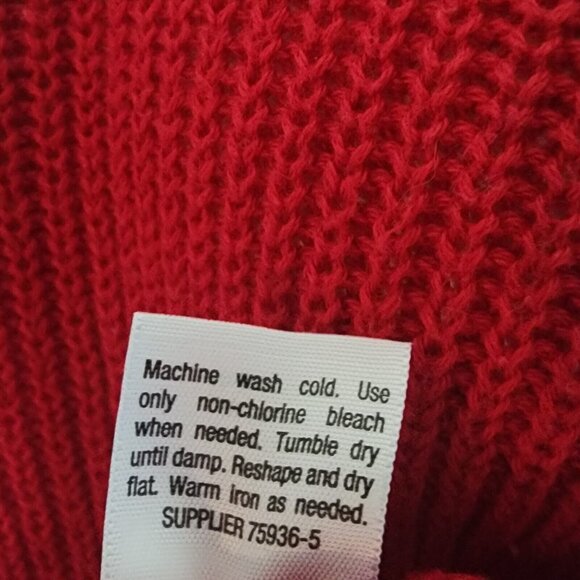 Machine wash cold. Use
only non-chlorine bleach
when needed. Tumble dry
until damp. Reshape and dry
flat. Warm iron as needed.
SUPPLIER 75936-5